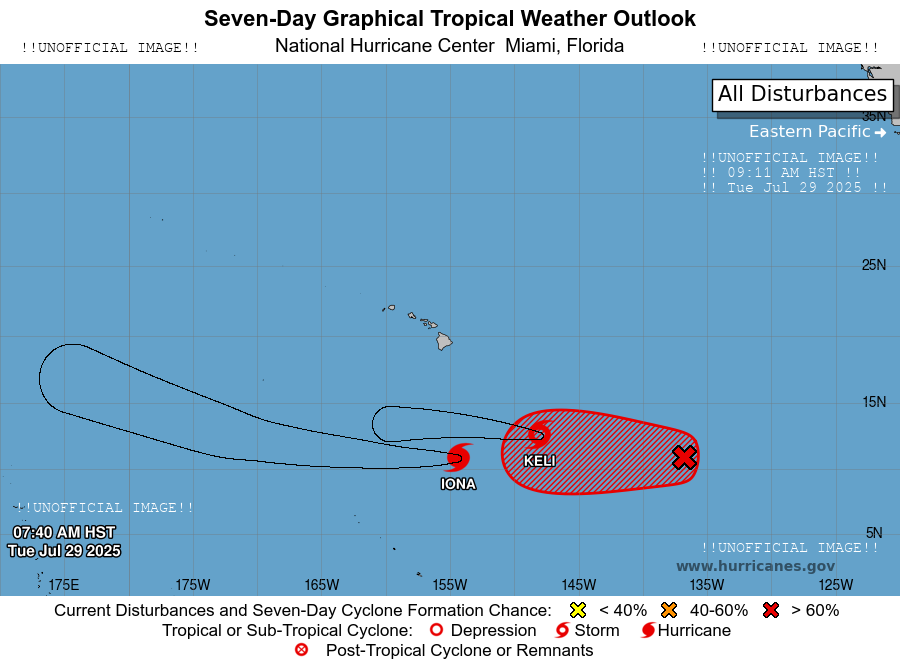 Seven-Day Graphical Tropical Weather Outlook
!!UNOFFICIAL IMAGE!! National Hurricane Center Miami, Florida !!UNOFFICIAL IMAGE!!
All Disturbances
35N
Eastern Pacific →
!!UNOFFICIAL IMAGE!!
!! 09:11 AM HST !!
!! Tue Jul 29 2025 !!
25N
15N
KELI
IONA
!!UNOFFICIAL IMAGE!!
07:40 AM HST
Tue Jul 29 2025
5N
!!UNOFFICIAL IMAGE!!
www.hurricanes.gov
175E 175W 165W 155W 145W 135W 125W
Current Disturbances and Seven-Day Cyclone Formation Chance: < 40% 40-60% > 60%
Tropical or Sub-Tropical Cyclone: Depression Storm Hurricane
Post-Tropical Cyclone or Remnants